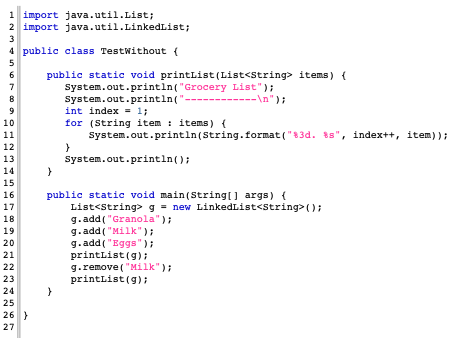 1 import java.util.List;
2 import java.util.LinkedList;
3
4 public class TestWithout {
5
6     public static void printList(List<String> items) {
7        System.out.println("Grocery List");
8        System.out.println("------------\n");
9        int index = 1;
10        for (String item : items) {
11            System.out.println(String.format("%3d. %s", index++, item));
12        }
13        System.out.println();
14     }
15
16     public static void main(String[] args) {
17         List<String> g = new LinkedList<String>();
18         g.add("Granola");
19         g.add("Milk");
20         g.add("Eggs");
21         printList(g);
22         g.remove("Milk");
23         printList(g);
24     }
25
26 }
27